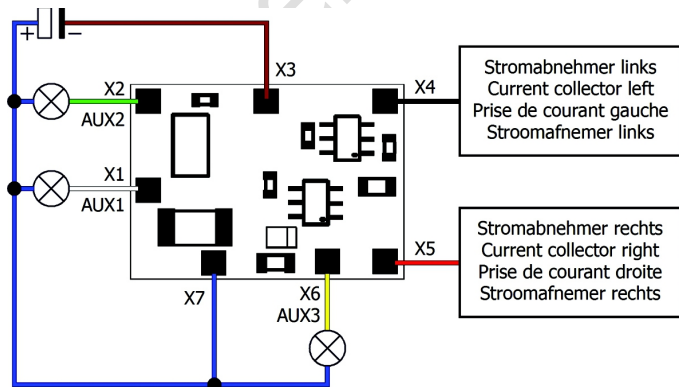 + −
X2
AUX2
X3
X4
Stromabnehmer links
Current collector left
Prise de courant gauche
Stroomafnemer links
X1
AUX1
Stromabnehmer rechts
Current collector right
Prise de courant droite
Stroomafnemer rechts
X5
X7
X6
AUX3